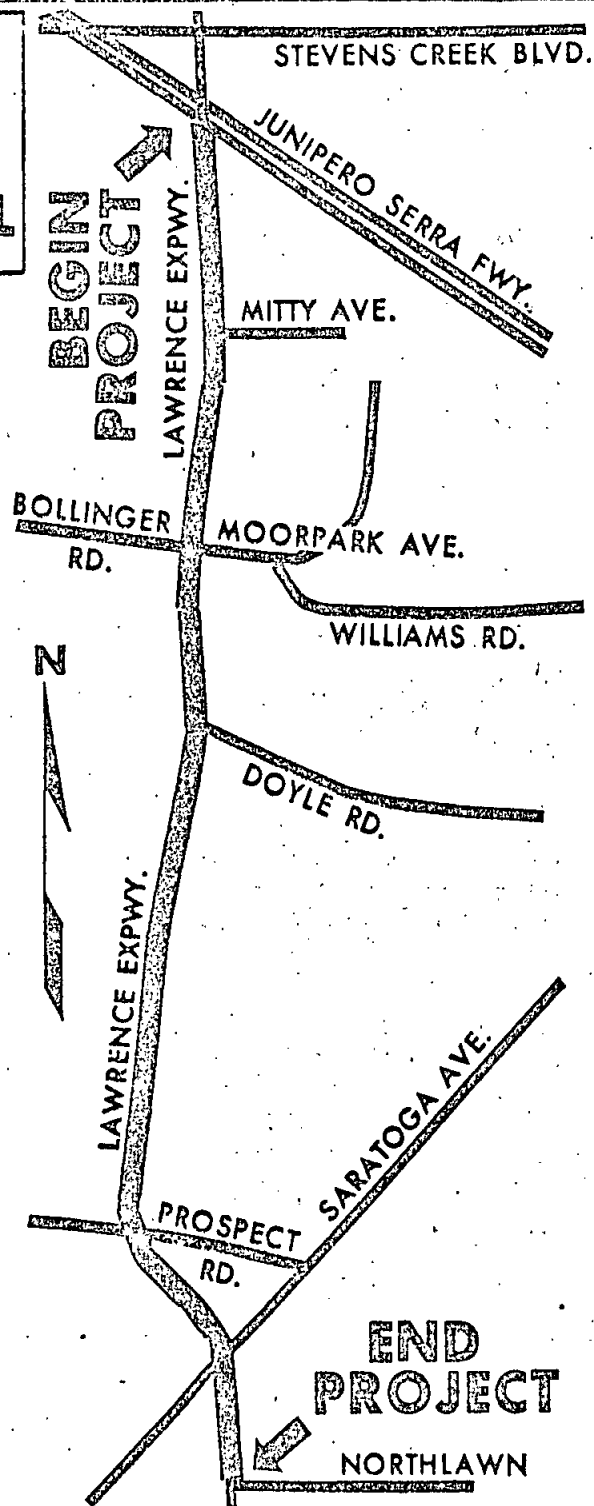 STEVENS CREEK BLVD.
JUNIPERO SERRA FWY.
BEGIN
PROJECT
LAWRENCE EXPWY.
MITTY AVE.
BOLLINGER
RD.
MOORPARK AVE.
WILLIAMS RD.
N
DOYLE RD.
LAWRENCE EXPWY.
SARATOGA AVE.
PROSPECT
RD.
END
PROJECT
NORTHLAWN